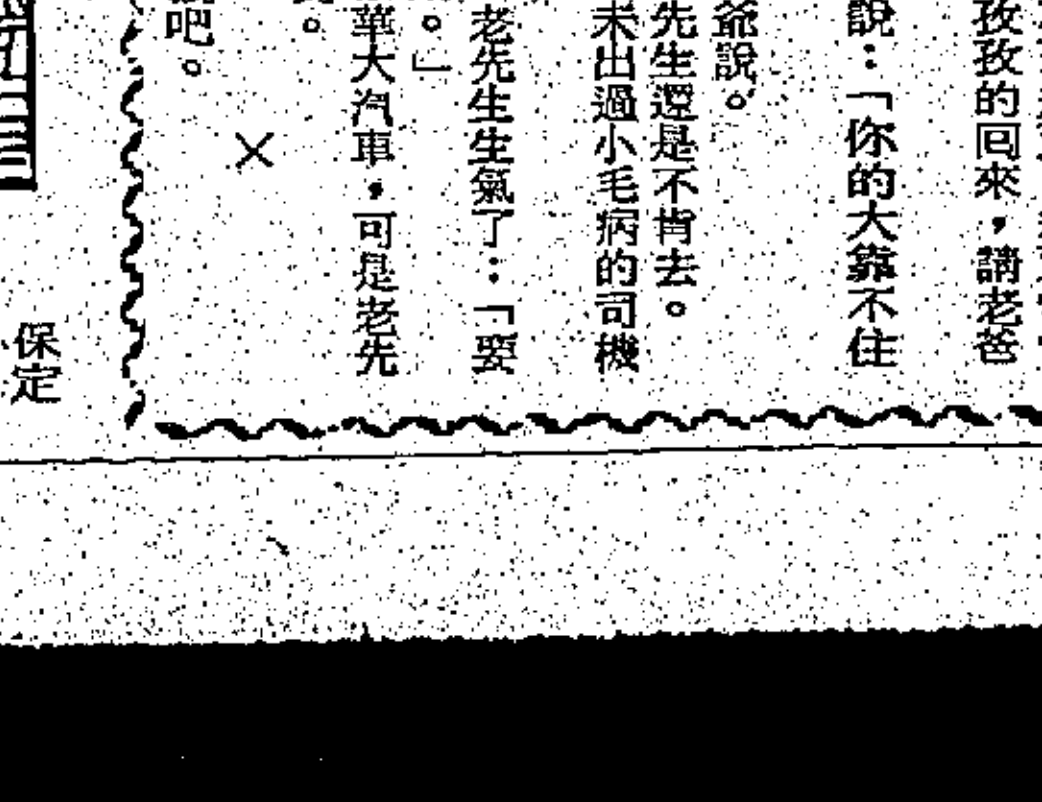 孜孜的回來，請老爸
說：「你的大靠不住
爺說。
先生還是不肯去。
未出過小毛病的司機
老先生生氣了：「要
。」
華大汽車，可是老先
。
×
吧。
保定